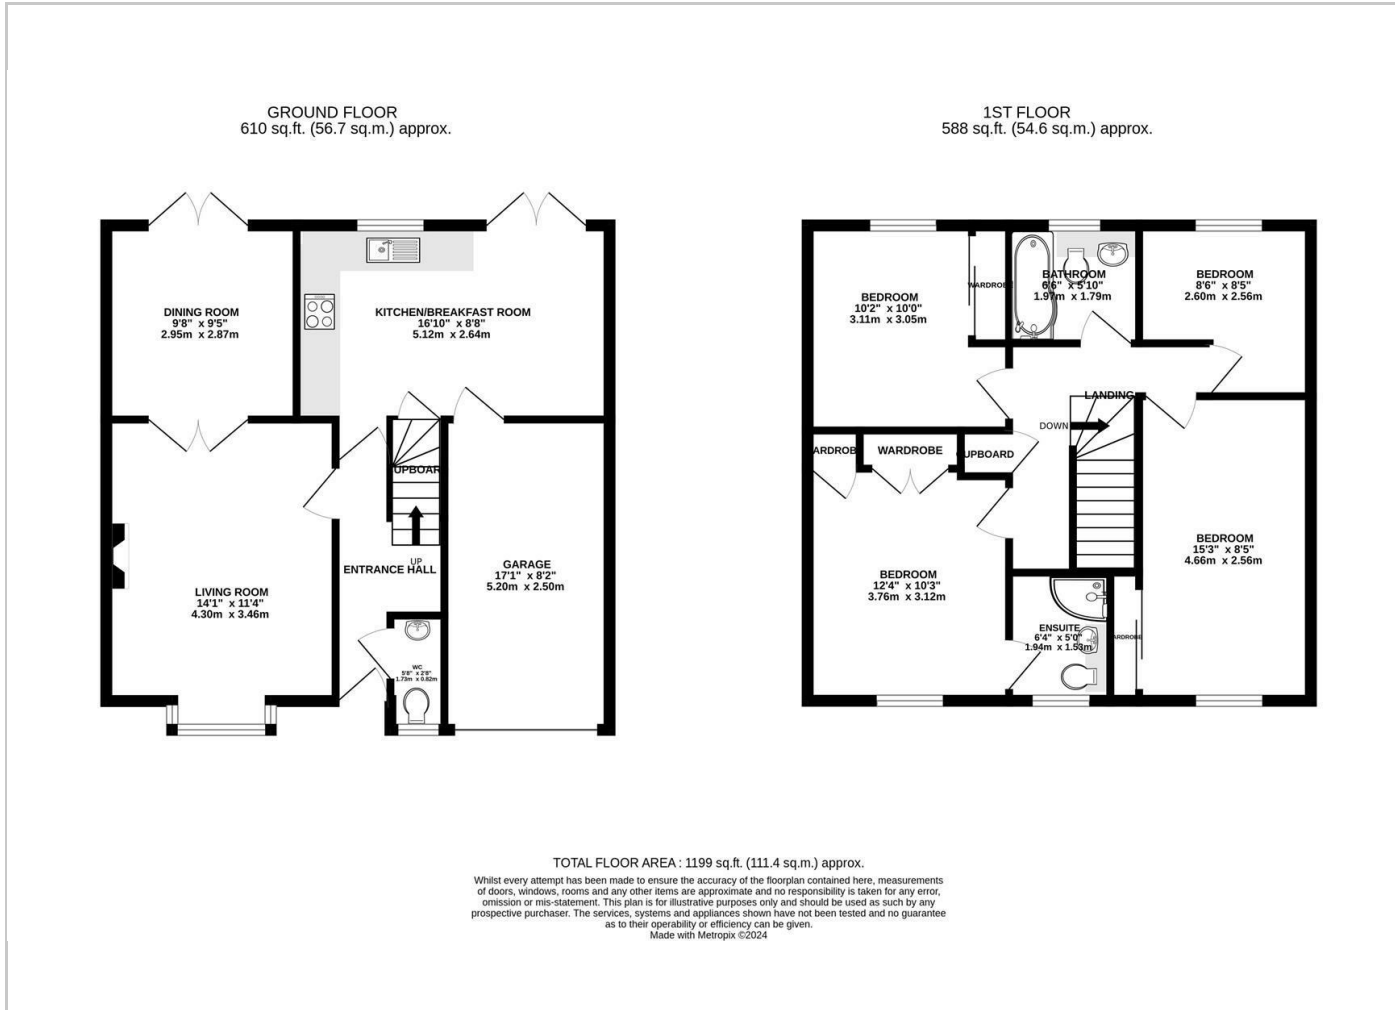 GROUND FLOOR
610 sq.ft. (56.7 sq.m.) approx.
DINING ROOM
9'8" x 9'5"
2.95m x 2.87m
KITCHEN/BREAKFAST ROOM
16'10" x 8'8"
5.12m x 2.64m
UPBOAR
UP
ENTRANCE HALL
LIVING ROOM
14'1" x 11'4"
4.30m x 3.46m
GARAGE
17'1" x 8'2"
5.20m x 2.50m
WC
5'8" x 2'8"
1.73m x 0.82m
1ST FLOOR
588 sq.ft. (54.6 sq.m.) approx.
BEDROOM
10'2" x 10'0"
3.11m x 3.05m
WARDROBE
BATHROOM
6'6" x 5'10"
1.97m x 1.79m
BEDROOM
8'6" x 8'5"
2.60m x 2.56m
LANDING
DOWN
ARDROB
WARDROBE
UPBOARD
BEDROOM
12'4" x 10'3"
3.76m x 3.12m
BEDROOM
15'3" x 8'5"
4.66m x 2.56m
ENSUITE
6'4" x 5'0"
1.94m x 1.53m
ARDROBE
TOTAL FLOOR AREA : 1199 sq.ft. (111.4 sq.m.) approx.
Whilst every attempt has been made to ensure the accuracy of the floorplan contained here, measurements
of doors, windows, rooms and any other items are approximate and no responsibility is taken for any error,
omission or mis-statement. This plan is for illustrative purposes only and should be used as such by any
prospective purchaser. The services, systems and appliances shown have not been tested and no guarantee
as to their operability or efficiency can be given.
Made with Metropix ©2024